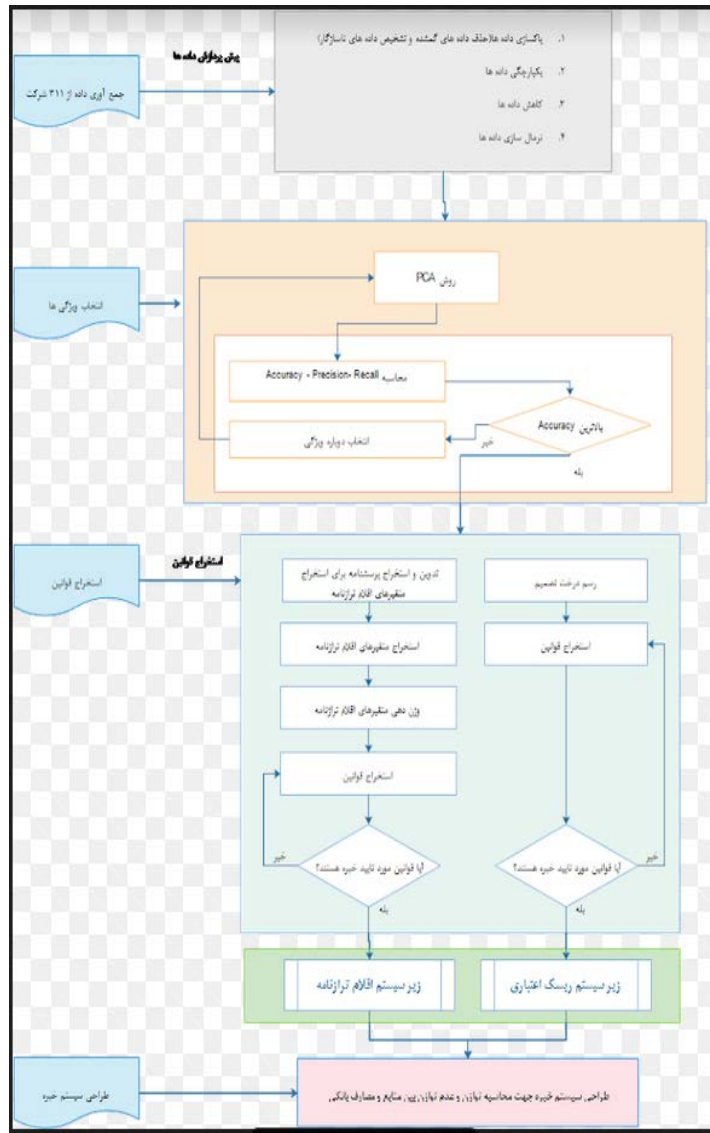 ۱. پاکسازی داده ها(حذف داده های گمشده و تشخیص داده های ناسازگار)
پیش پردازش داده ها
جمع آوری داده از ۳۱۱ شرکت
۲. یکپارچگی داده ها
۳. کاهش داده ها
۴. نرمال سازی داده ها
روش PCA
انتخاب ویژگی ها
محاسبه Accuracy - Precision- Recall
بالاترین Accuracy
انتخاب دوباره ویژگی
خیر
بله
استخراج قوانین
استخراج قوانین
تدوین و استخراج پرسشنامه برای استخراج
متغیرهای اقلام ترازنامه
رسم درخت تصمیم
استخراج متغیرهای اقلام ترازنامه
استخراج قوانین
وزن دهی متغیرهای اقلام ترازنامه
استخراج قوانین
خیر
آیا قوانین مورد تایید خبره هستند؟
بله
خیر
آیا قوانین مورد تایید خبره هستند؟
بله
زیر سیستم ریسک اعتباری
زیر سیستم اقلام ترازنامه
طراحی سیستم خبره
طراحی سیستم خبره جهت محاسبه توازن و عدم توازن بین منابع و مصارف بانکی